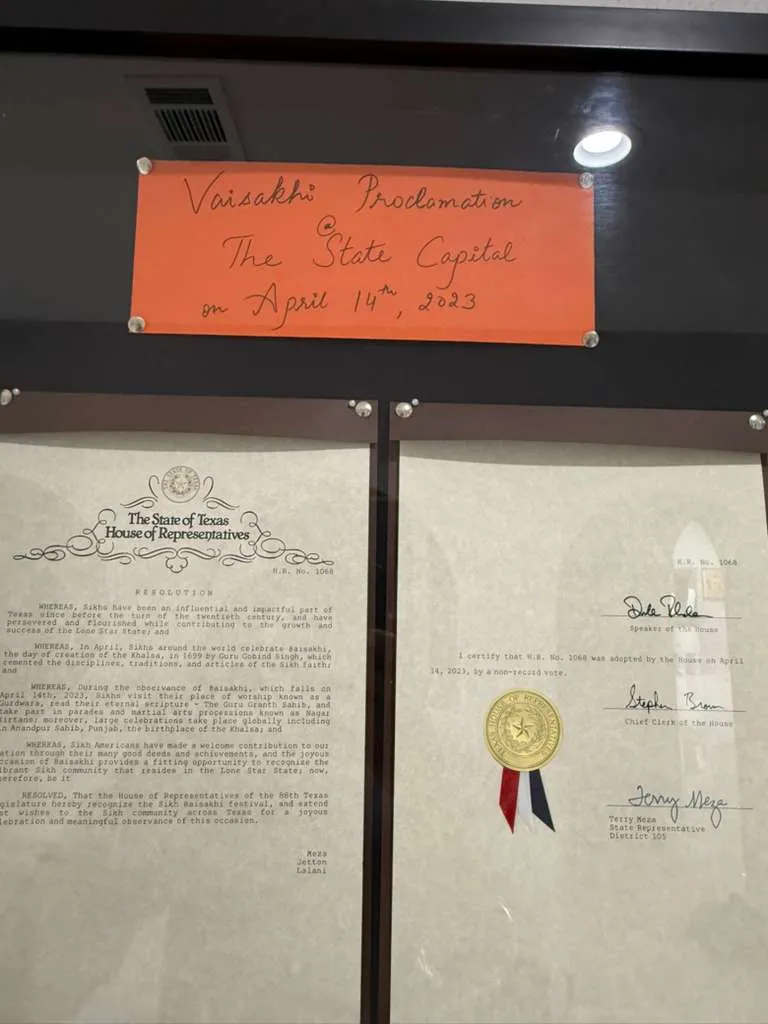 Vaisakhi Proclamation
@
The State Capital
on April 14th, 2023
The State of Texas
House of Representatives
H.R. No. 1068
RESOLUTION
WHEREAS, Sikhs have been an influential and impactful part of
Texas since before the turn of the twentieth century, and have
persevered and flourished while contributing to the growth and
success of the Lone Star State; and
WHEREAS, In April, Sikhs around the world celebrate Baisakhi,
the day of creation of the Khalsa, in 1699 by Guru Gobind Singh, which
cemented the disciplines, traditions, and articles of the Sikh faith;
and
WHEREAS, During the observance of Baisakhi, which falls on
April 14th, 2023, Sikhs visit their place of worship known as a
Gurdwara, read their eternal scripture - The Guru Granth Sahib, and
take part in parades and martial arts processions known as Nagar
Kirtans; moreover, large celebrations take place globally including
in Anandpur Sahib, Punjab, the birthplace of the Khalsa; and
WHEREAS, Sikh Americans have made a welcome contribution to our
ation through their many good deeds and achievements, and the joyous
ccasion of Baisakhi provides a fitting opportunity to recognize the
ibrant Sikh community that resides in the Lone Star State; now,
herefore, be it
RESOLVED, That the House of Representatives of the 88th Texas
egislature hereby recognize the Sikh Baisakhi festival, and extend
st wishes to the Sikh community across Texas for a joyous
lebration and meaningful observance of this occasion.
Meza
Jetton
Lalani
H.R. No. 1068
Speaker of the House
I certify that H.R. No. 1068 was adopted by the House on April
14, 2023, by a non-record vote.
Stephen Brown
Chief Clerk of the House
HOUSE OF REPRESENTATIVES
Terry Meza
Terry Meza
State Representative
District 105